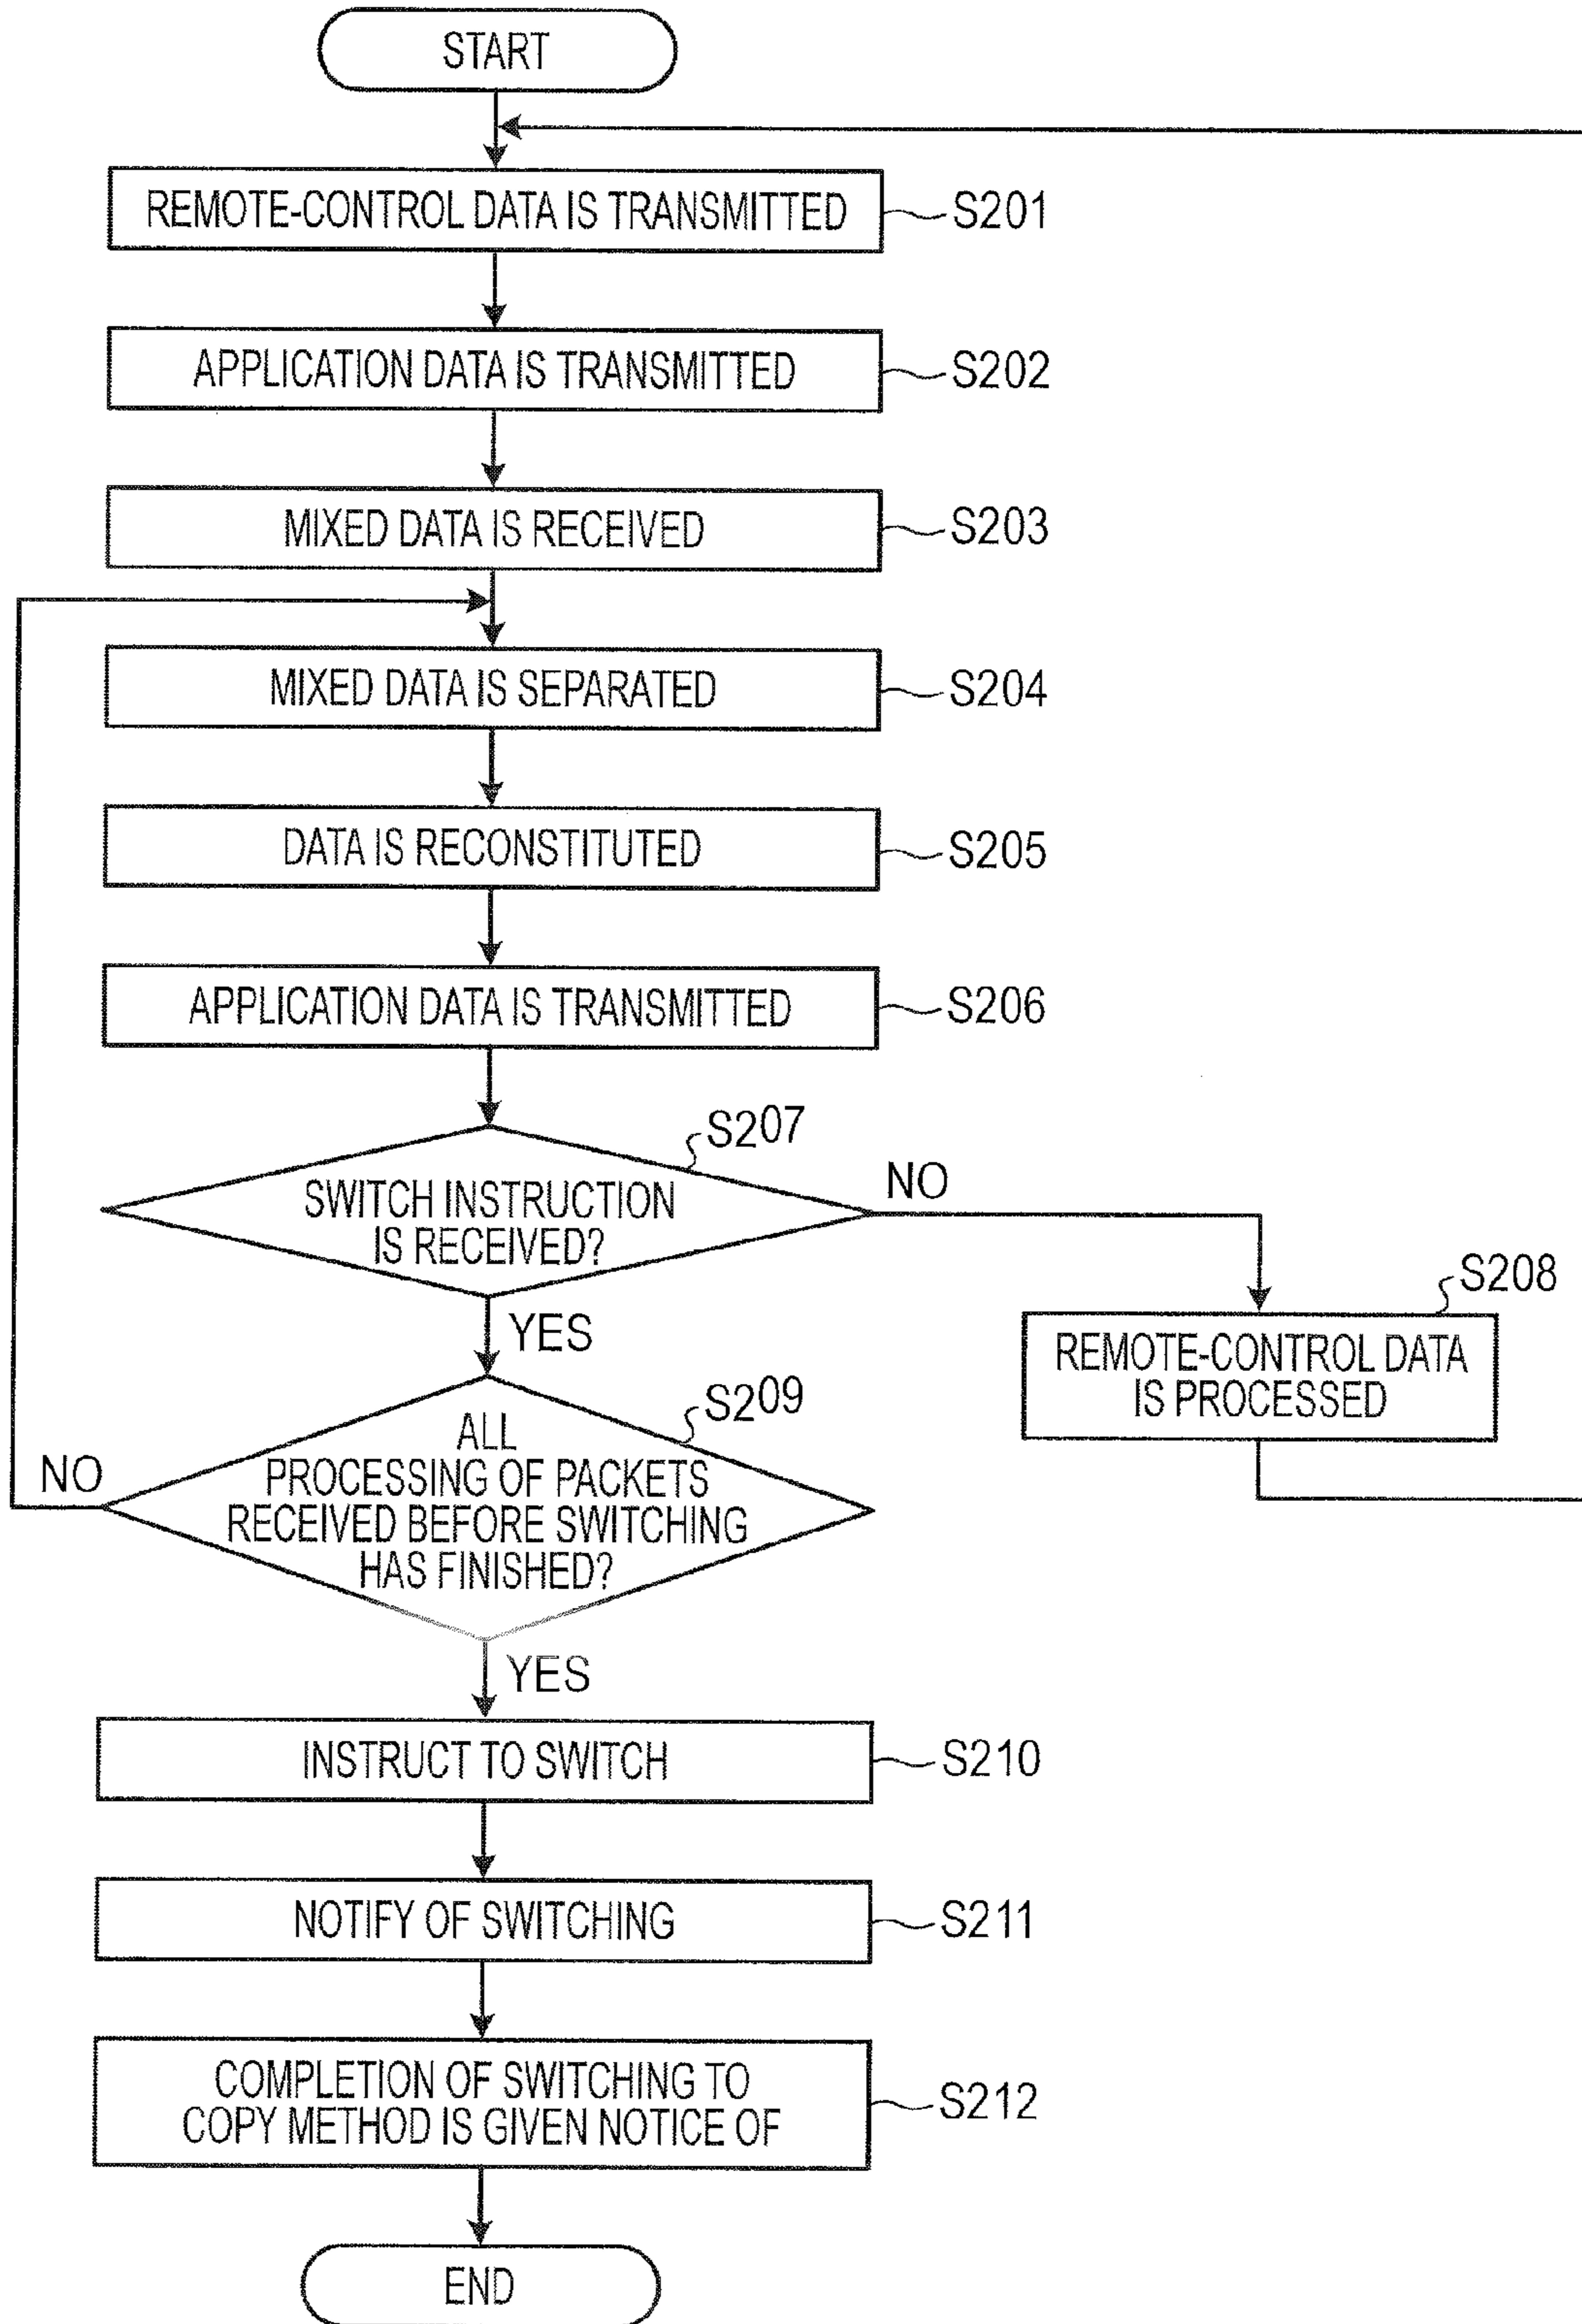 START
REMOTE-CONTROL DATA IS TRANSMITTED
S201
APPLICATION DATA IS TRANSMITTED
S202
MIXED DATA IS RECEIVED
S203
MIXED DATA IS SEPARATED
S204
DATA IS RECONSTITUTED
S205
APPLICATION DATA IS TRANSMITTED
S206
S207
SWITCH INSTRUCTION
IS RECEIVED?
NO
YES
S208
REMOTE-CONTROL DATA
IS PROCESSED
S209
ALL
PROCESSING OF PACKETS
RECEIVED BEFORE SWITCHING
HAS FINISHED?
NO
YES
INSTRUCT TO SWITCH
S210
NOTIFY OF SWITCHING
S211
COMPLETION OF SWITCHING TO
COPY METHOD IS GIVEN NOTICE OF
S212
END